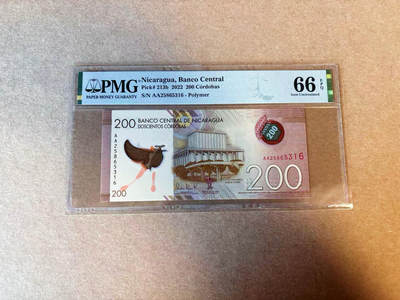 PMG
PAPER MONEY GUARANTY
Nicaragua, Banco Central
Pick# 213b 2022 200 Córdobas
S/N AA25865316 - Polymer
66 EPQ
Gem Uncirculated
200 BANCO CENTRAL DE NICARAGUA
DOSCIENTOS CÓRDOBAS
200
AA25865316
AA25865316
200
200